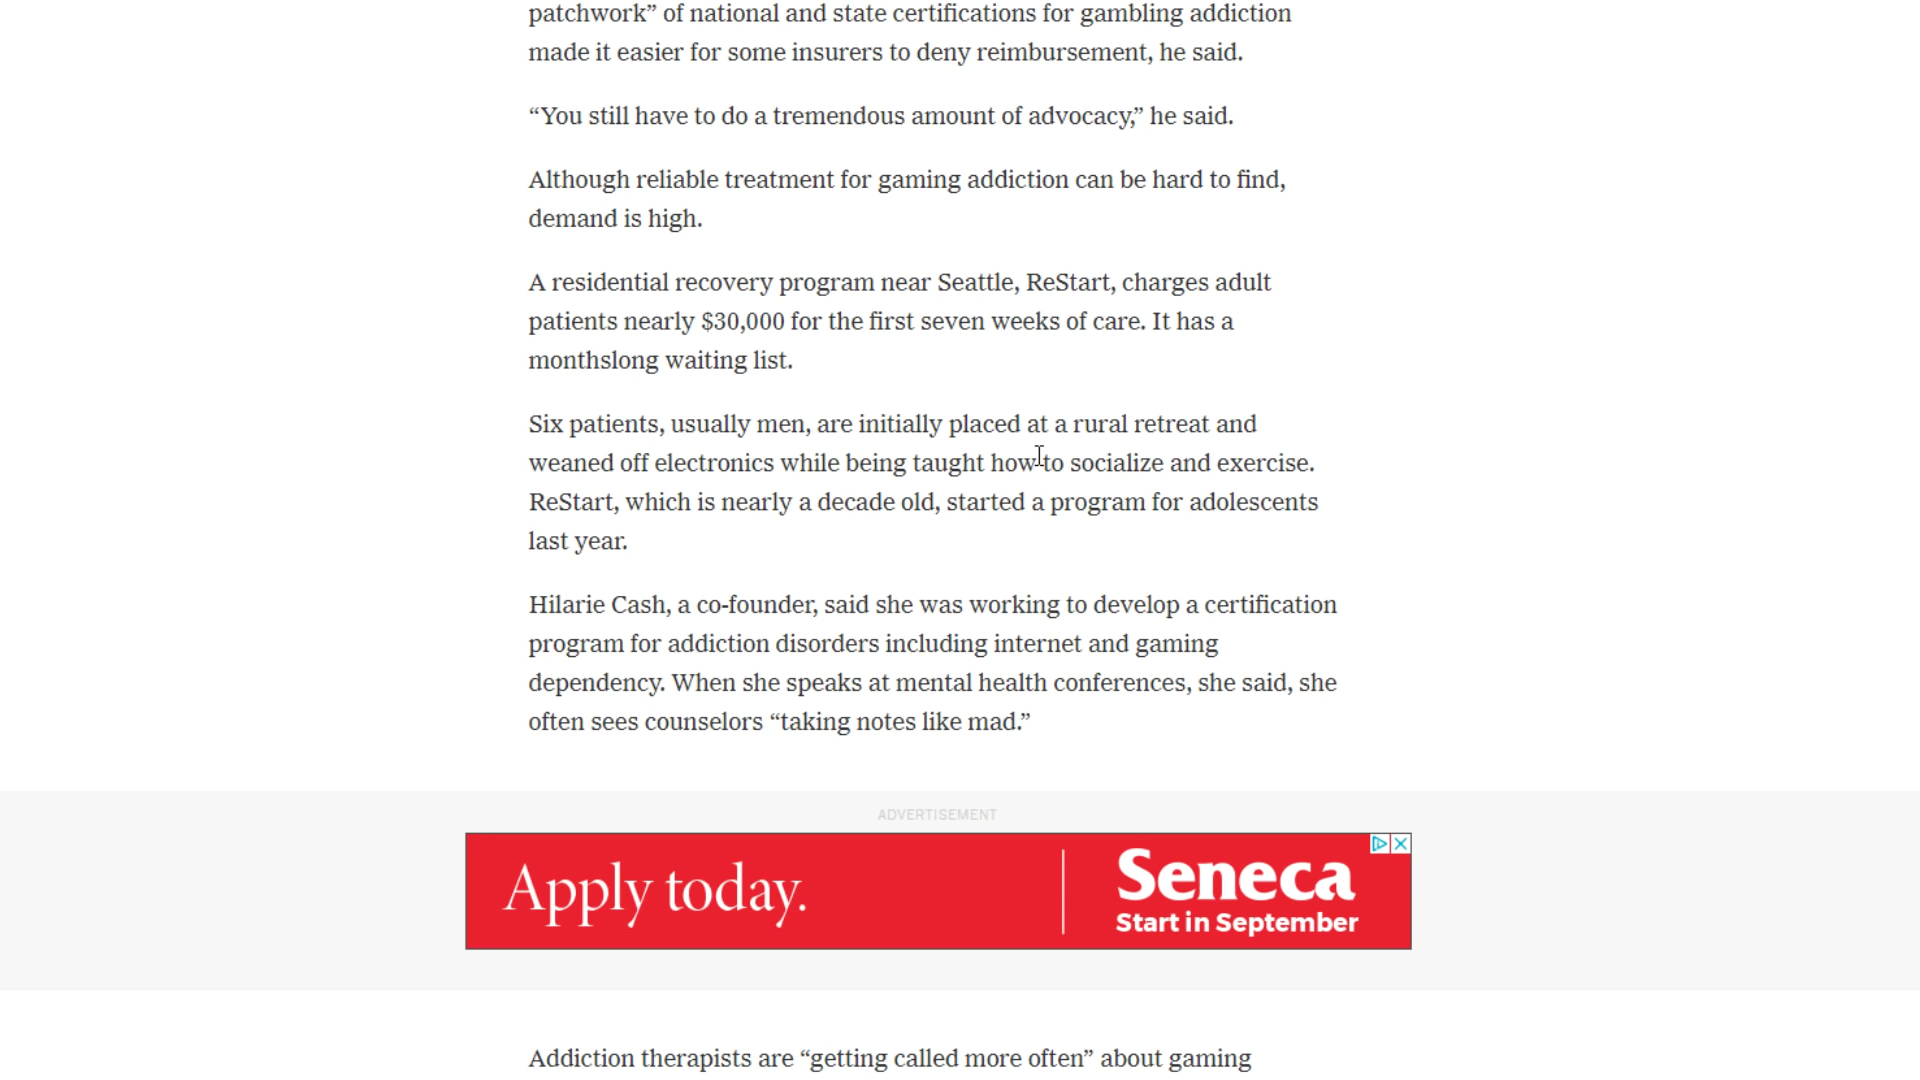 patchwork” of national and state certifications for gambling addiction
made it easier for some insurers to deny reimbursement, he said.
“You still have to do a tremendous amount of advocacy,” he said.
Although reliable treatment for gaming addiction can be hard to find,
demand is high.
A residential recovery program near Seattle, ReStart, charges adult
patients nearly $30,000 for the first seven weeks of care. It has a
monthslong waiting list.
Six patients, usually men, are initially placed at a rural retreat and
weaned off electronics while being taught how to socialize and exercise.
ReStart, which is nearly a decade old, started a program for adolescents
last year.
Hilarie Cash, a co-founder, said she was working to develop a certification
program for addiction disorders including internet and gaming
dependency. When she speaks at mental health conferences, she said, she
often sees counselors “taking notes like mad.”
ADVERTISEMENT
Apply today.
Seneca
Start in September
Addiction therapists are “getting called more often” about gaming